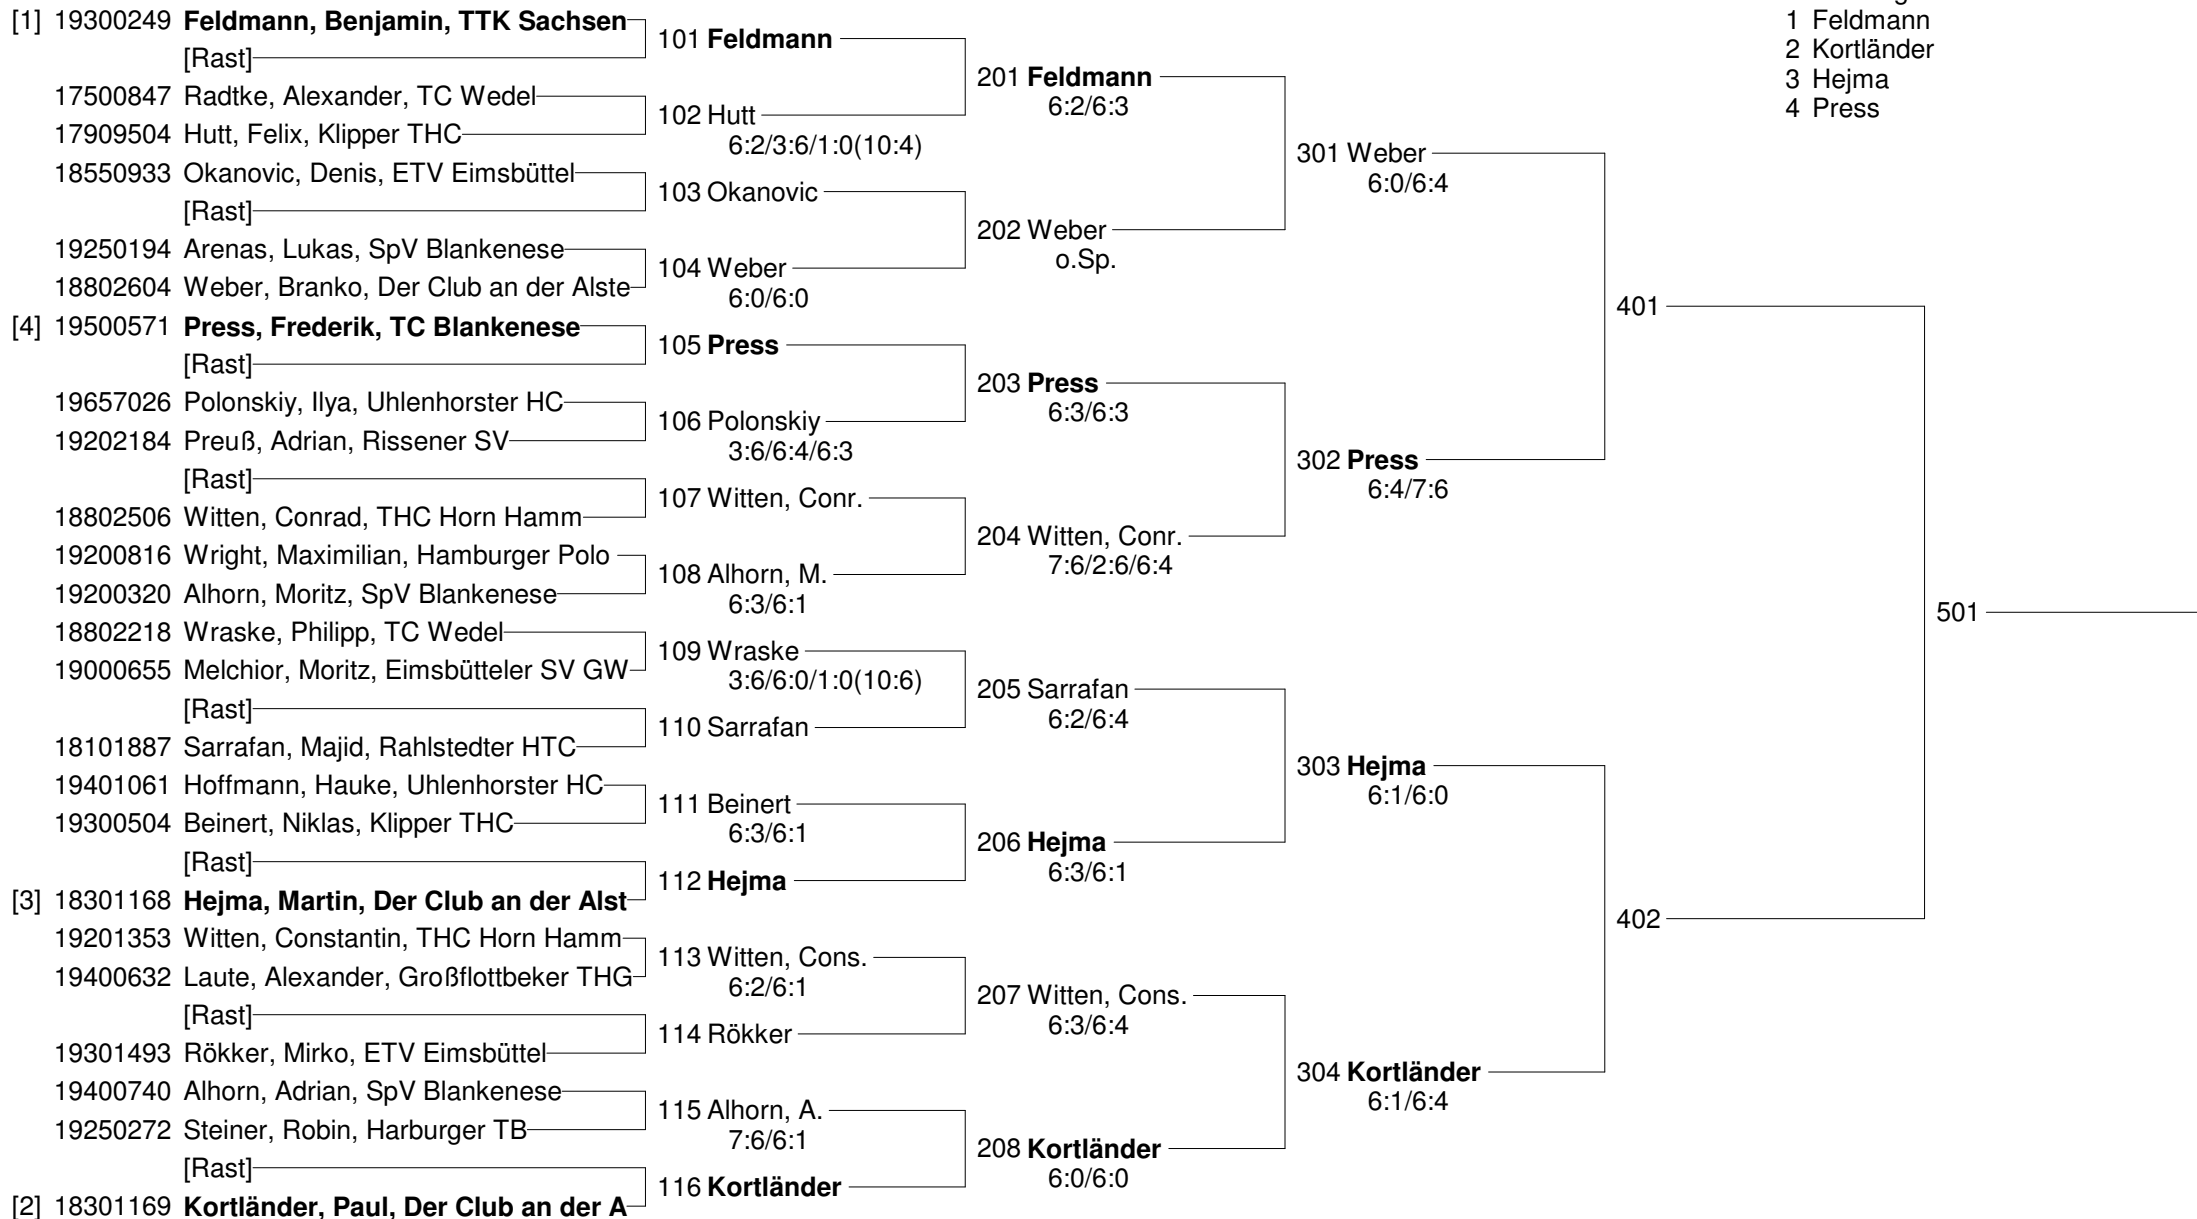 [1] 19300249 Feldmann, Benjamin, TTK Sachsen
[Rast]
17500847 Radtke, Alexander, TC Wedel
17909504 Hutt, Felix, Klipper THC
18550933 Okanovic, Denis, ETV Eimsbüttel
[Rast]
19250194 Arenas, Lukas, SpV Blankenese
18802604 Weber, Branko, Der Club an der Alste
[4] 19500571 Press, Frederik, TC Blankenese
[Rast]
19657026 Polonskiy, Ilya, Uhlenhorster HC
19202184 Preuß, Adrian, Rissener SV
[Rast]
18802506 Witten, Conrad, THC Horn Hamm
19200816 Wright, Maximilian, Hamburger Polo
19200320 Alhorn, Moritz, SpV Blankenese
18802218 Wraske, Philipp, TC Wedel
19000655 Melchior, Moritz, Eimsbütteler SV GW
[Rast]
18101887 Sarrafan, Majid, Rahlstedter HTC
19401061 Hoffmann, Hauke, Uhlenhorster HC
19300504 Beinert, Niklas, Klipper THC
[Rast]
[3] 18301168 Hejma, Martin, Der Club an der Alst
19201353 Witten, Constantin, THC Horn Hamm
19400632 Laute, Alexander, Großflottbeker THG
[Rast]
19301493 Rökker, Mirko, ETV Eimsbüttel
19400740 Alhorn, Adrian, SpV Blankenese
19250272 Steiner, Robin, Harburger TB
[Rast]
[2] 18301169 Kortländer, Paul, Der Club an der A
101 Feldmann
102 Hutt
6:2/3:6/1:0(10:4)
103 Okanovic
104 Weber
6:0/6:0
105 Press
106 Polonskiy
3:6/6:4/6:3
107 Witten, Conr.
108 Alhorn, M.
6:3/6:1
109 Wraske
3:6/6:0/1:0(10:6)
110 Sarrafan
111 Beinert
6:3/6:1
112 Hejma
113 Witten, Cons.
6:2/6:1
114 Rökker
115 Alhorn, A.
7:6/6:1
116 Kortländer
201 Feldmann
6:2/6:3
202 Weber
o.Sp.
203 Press
6:3/6:3
204 Witten, Conr.
7:6/2:6/6:4
205 Sarrafan
6:2/6:4
206 Hejma
6:3/6:1
207 Witten, Cons.
6:3/6:4
208 Kortländer
6:0/6:0
301 Weber
6:0/6:4
302 Press
6:4/7:6
303 Hejma
6:1/6:0
304 Kortländer
6:1/6:4
401
402
501
1 Feldmann
2 Kortländer
3 Hejma
4 Press